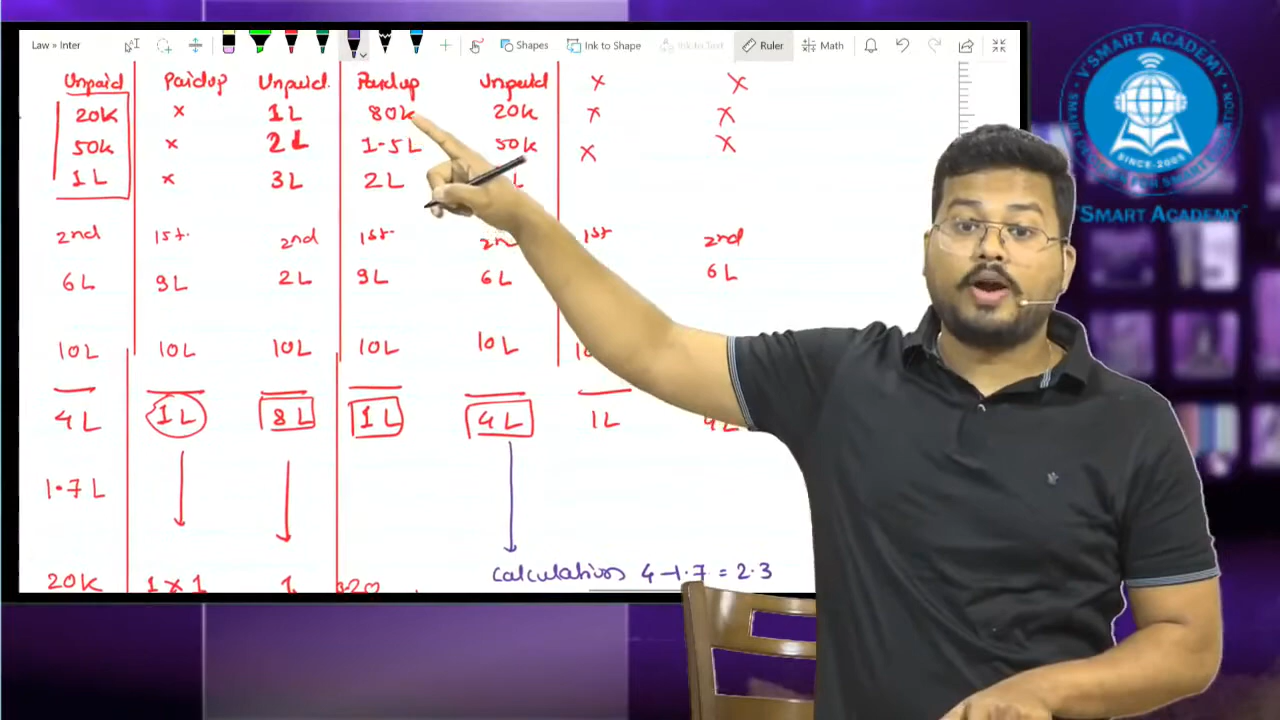 Law » Inter
Shapes
Ink to Shape
Ink to Text
Ruler
Math
Unpaid Paidup Unpaid. Paidup Unpaid x x
20K x 1L 80K 20K x x
50K x 2L 1.5L 50K x x
1L x 3L 2L L
2nd 1st. 2nd 1st. 1st 2nd
6L 9L 2L 9L 6L 6L
10L 10L 10L 10L 10L
4L 1L 8L 1L 4L 1L
1.7L
Calculations 4-1.7 = 2.3
20K 1x1
V'SMART ACADEMY
SINCE-2005
"SMART ACADEMY